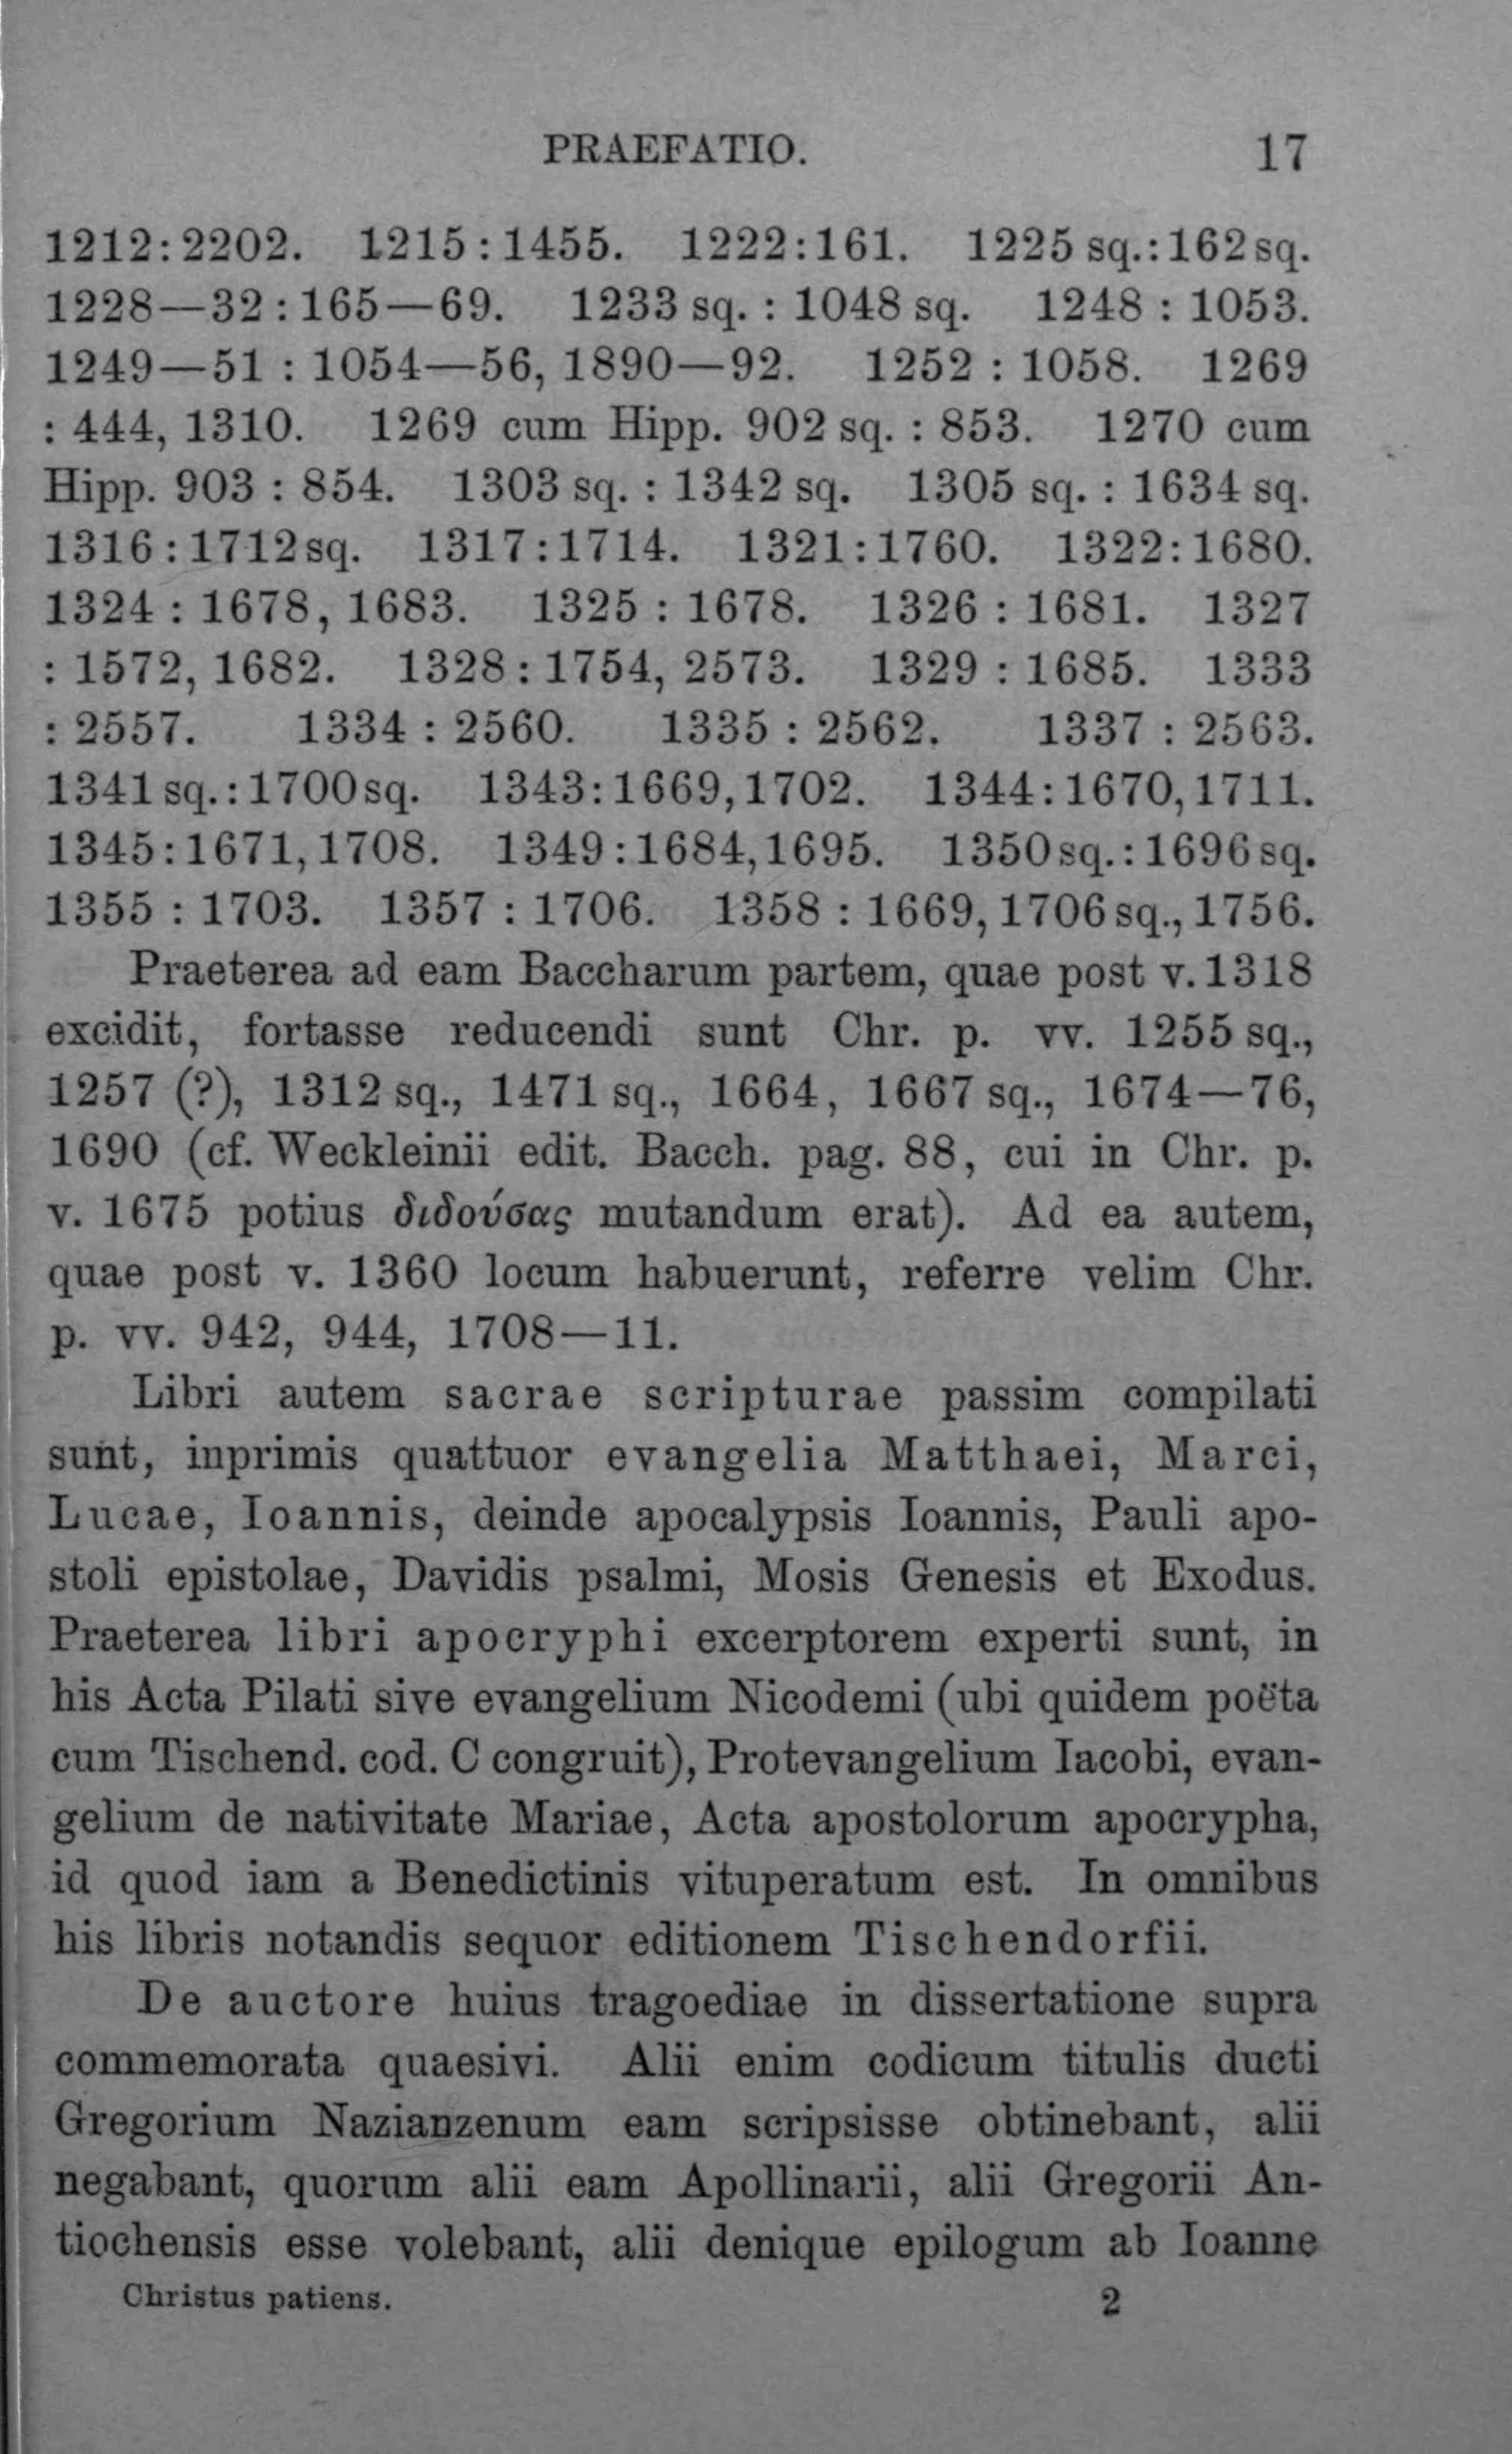 PRAEFATIO. 17
1212:2202. 1215:1455. 1222:161. 1225 sq.:162 sq.
1228—32:165—69. 1233 sq. : 1048 sq. 1248 : 1053.
1249—51 : 1054—56, 1890—92. 1252 : 1058. 1269
: 444, 1310. 1269 cum Hipp. 902 sq. : 853. 1270 cum
Hipp. 903 : 854. 1303 sq. : 1342 sq. 1305 sq. : 1634 sq.
1316:1712 sq. 1317:1714. 1321:1760. 1322:1680.
1324 : 1678, 1683. 1325 : 1678. 1326 : 1681. 1327
: 1572, 1682. 1328:1754, 2573. 1329 : 1685. 1333
: 2557. 1334 : 2560. 1335 : 2562. 1337 : 2563.
1341 sq.:1700 sq. 1343:1669, 1702. 1344:1670, 1711.
1345:1671, 1708. 1349:1684, 1695. 1350 sq.:1696 sq.
1355 : 1703. 1357 : 1706. 1358 : 1669, 1706 sq., 1756.
Praeterea ad eam Baccharum partem, quae post v. 1318
excidit, fortasse reducendi sunt Chr. p. vv. 1255 sq.,
1257 (?), 1312 sq., 1471 sq., 1664, 1667 sq., 1674—76,
1690 (cf. Weckleinii edit. Bacch. pag. 88, cui in Chr. p.
v. 1675 potius διδούσας mutandum erat). Ad ea autem,
quae post v. 1360 locum habuerunt, referre velim Chr.
p. vv. 942, 944, 1708—11.
Libri autem sacrae scripturae passim compilati
sunt, inprimis quattuor evangelia Matthaei, Marci,
Lucae, Ioannis, deinde apocalypsis Ioannis, Pauli apo-
stoli epistolae, Davidis psalmi, Mosis Genesis et Exodus.
Praeterea libri apocryphi excerptorem experti sunt, in
his Acta Pilati sive evangelium Nicodemi (ubi quidem poëta
cum Tischend. cod. C congruit), Protevangelium Iacobi, evan-
gelium de nativitate Mariae, Acta apostolorum apocrypha,
id quod iam a Benedictinis vituperatum est. In omnibus
his libris notandis sequor editionem Tischendorfii.
De auctore huius tragoediae in dissertatione supra
commemorata quaesivi. Alii enim codicum titulis ducti
Gregorium Nazianzenum eam scripsisse obtinebant, alii
negabant, quorum alii eam Apollinarii, alii Gregorii An-
tiochensis esse volebant, alii denique epilogum ab Ioanne
Christus patiens. 2